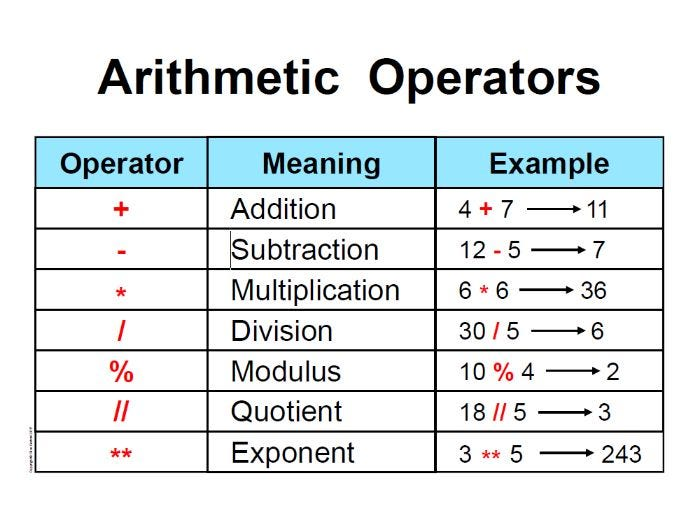 Arithmetic Operators
Operator Meaning Example
+ Addition 4 + 7 → 11
- Subtraction 12 - 5 → 7
* Multiplication 6 * 6 → 36
/ Division 30 / 5 → 6
% Modulus 10 % 4 → 2
// Quotient 18 // 5 → 3
** Exponent 3 ** 5 → 243